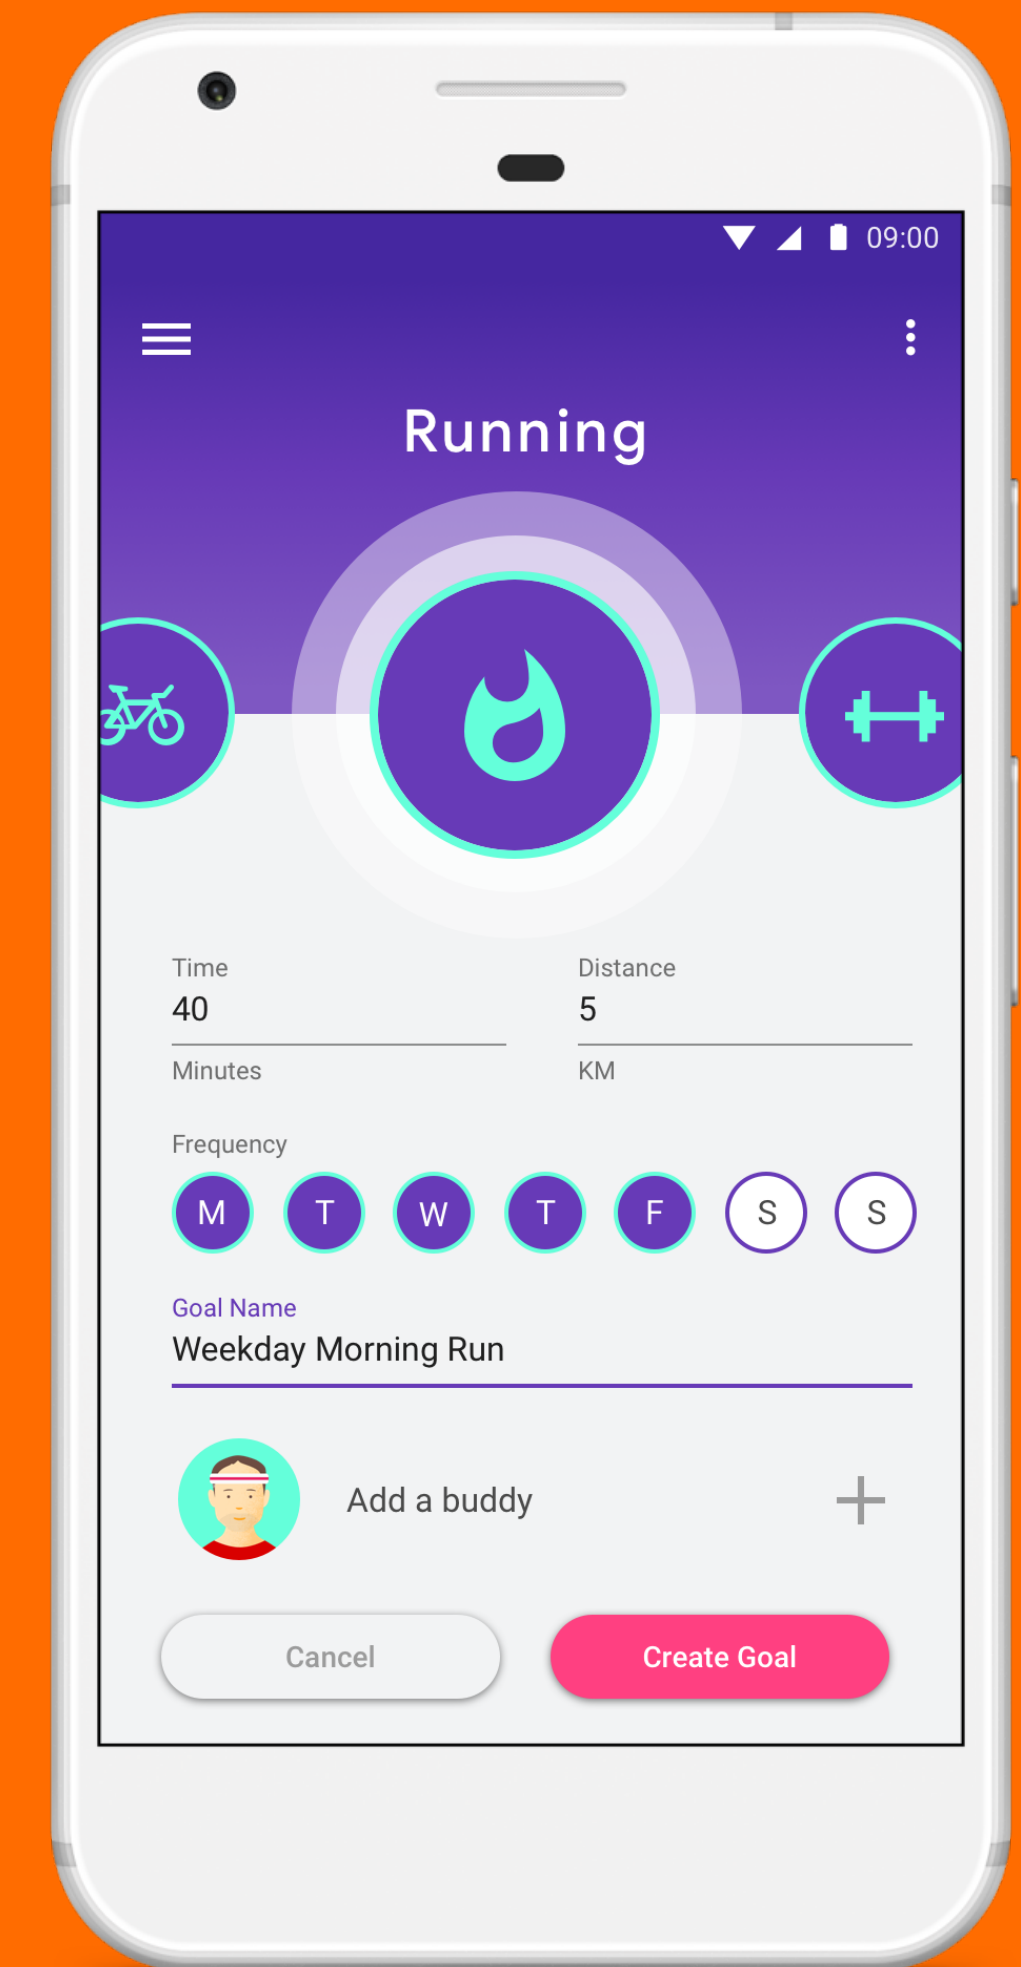 09:00
Running
Time
40
Minutes
Distance
5
KM
Frequency
M T W T F S S
Goal Name
Weekday Morning Run
Add a buddy
Cancel
Create Goal